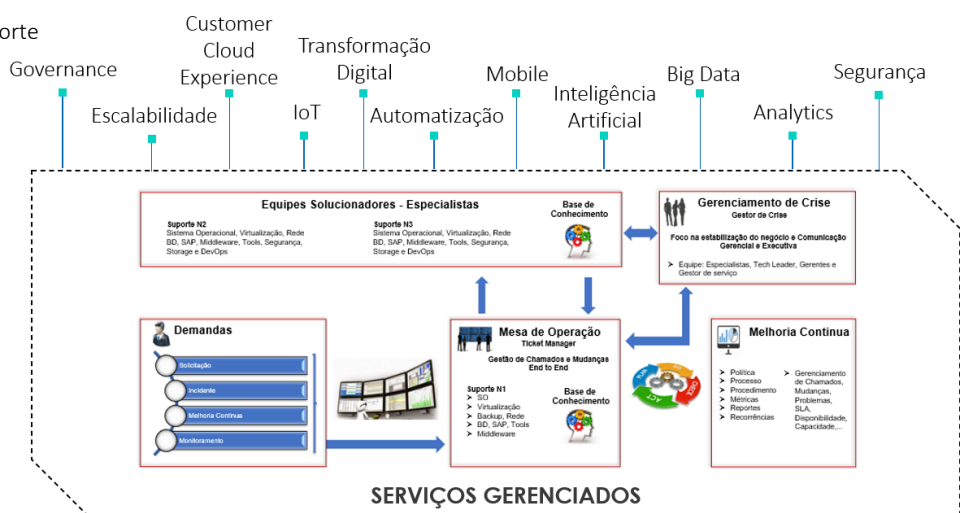 orte
Governance
Escalabilidade
Customer
Cloud
Experience
IoT
Transformação
Digital
Automatização
Mobile
Inteligência
Artificial
Big Data
Analytics
Segurança
Equipes Solucionadores - Especialistas
Suporte N2
Sistema Operacional, Virtualização, Rede
BD, SAP, Middleware, Tools, Segurança,
Storage e DevOps
Suporte N3
Sistema Operacional, Virtualização, Rede
BD, SAP, Middleware, Tools, Segurança,
Storage e DevOps
Base de
Conhecimento
Gerenciamento de Crise
Gestor de Crise
Foco na estabilização do negócio e Comunicação
Gerencial e Executiva
Equipe: Especialistas, Tech Leader, Gerentes e
Gestor de serviço
Demandas
Solicitação
Incidente
Melhoria Contínua
Monitoramento
Mesa de Operação
Ticket Manager
Gestão de Chamados e Mudanças
End to End
Suporte N1
SO
Virtualização
Backup, Rede
BD, SAP, Tools
Middleware
Base de
Conhecimento
PLAN
DO
CHECK
ACT
Melhoria Contínua
Política
Processo
Procedimento
Métricas
Reportes
Recorrências
Gerenciamento
de Chamados,
Mudanças,
Problemas,
SLA,
Disponibilidade,
Capacidade,...
SERVIÇOS GERENCIADOS